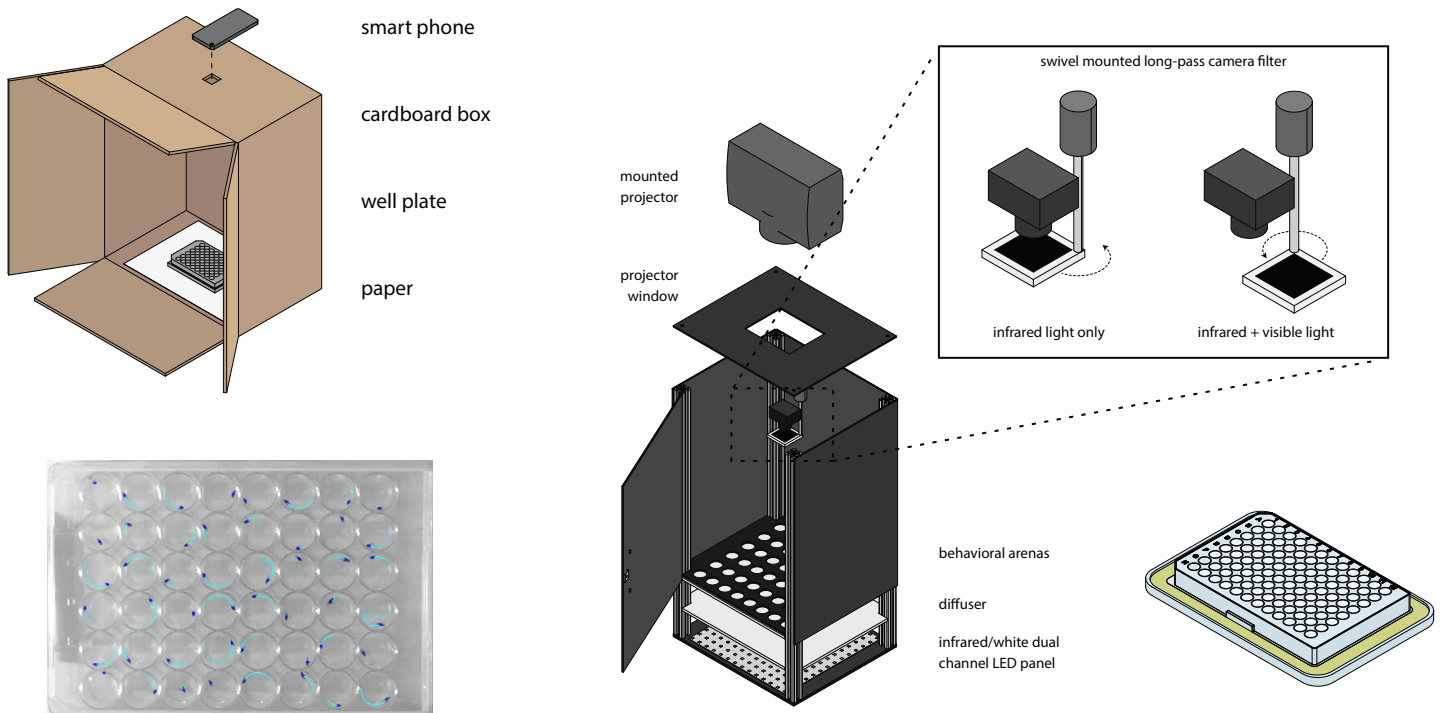 smart phone
cardboard box
well plate
paper
mounted
projector
projector
window
swivel mounted long-pass camera filter
infrared light only
infrared + visible light
behavioral arenas
diffuser
infrared/white dual
channel LED panel